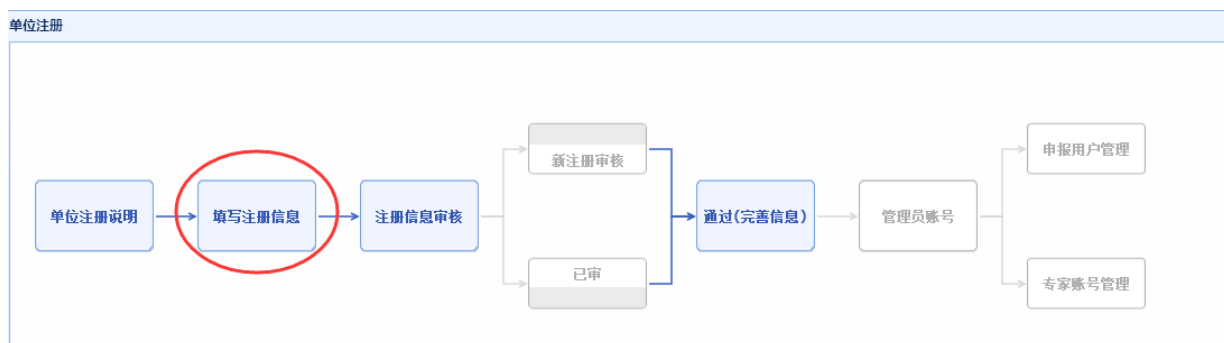 单位注册
单位注册说明
填写注册信息
注册信息审核
新注册审核
已审
通过(完善信息)
管理员账号
申报用户管理
专家账号管理